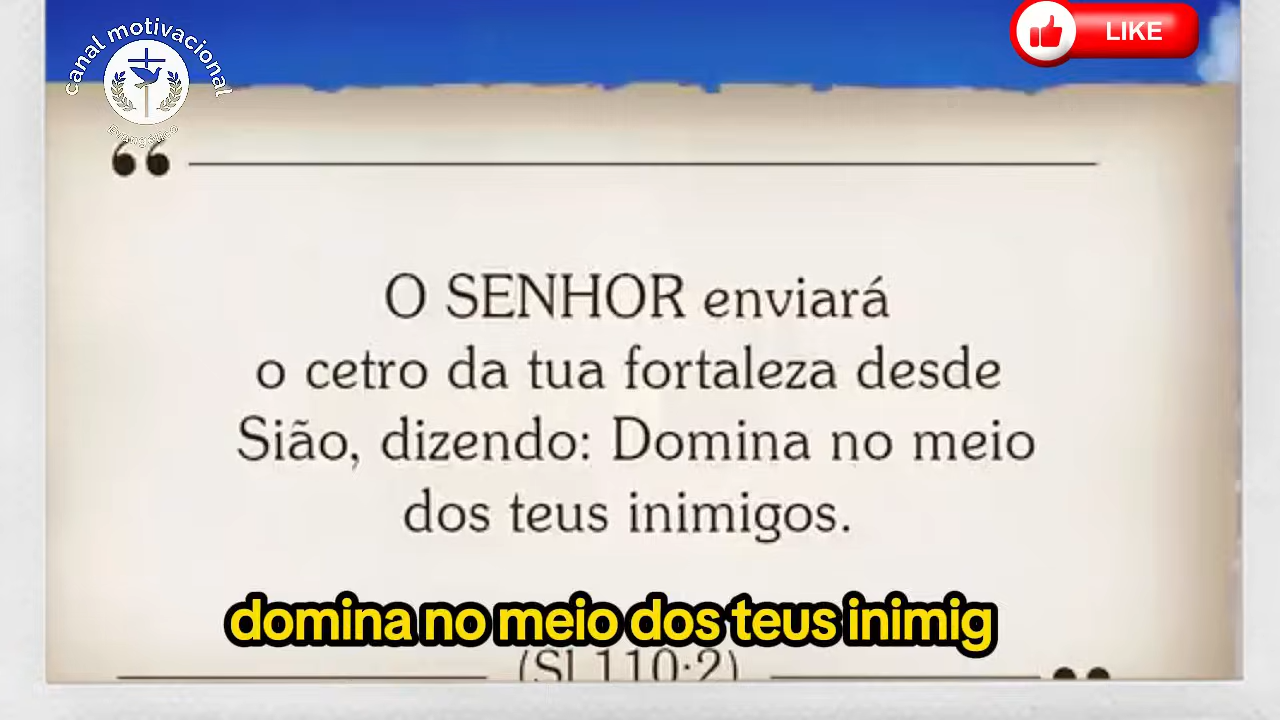 canal motivacional
LIKE
O SENHOR enviará
o cetro da tua fortaleza desde
Sião, dizendo: Domina no meio
dos teus inimigos.
domina no meio dos teus inimig
(Sl 110:2)